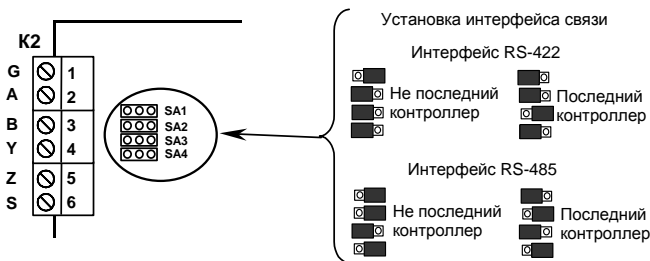 Установка интерфейса связи
К2
Интерфейс RS-422
G 1
A 2
B 3
Y 4
Z 5
S 6
SA1
SA2
SA3
SA4
Не последний
контроллер
Последний
контроллер
Интерфейс RS-485
Не последний
контроллер
Последний
контроллер